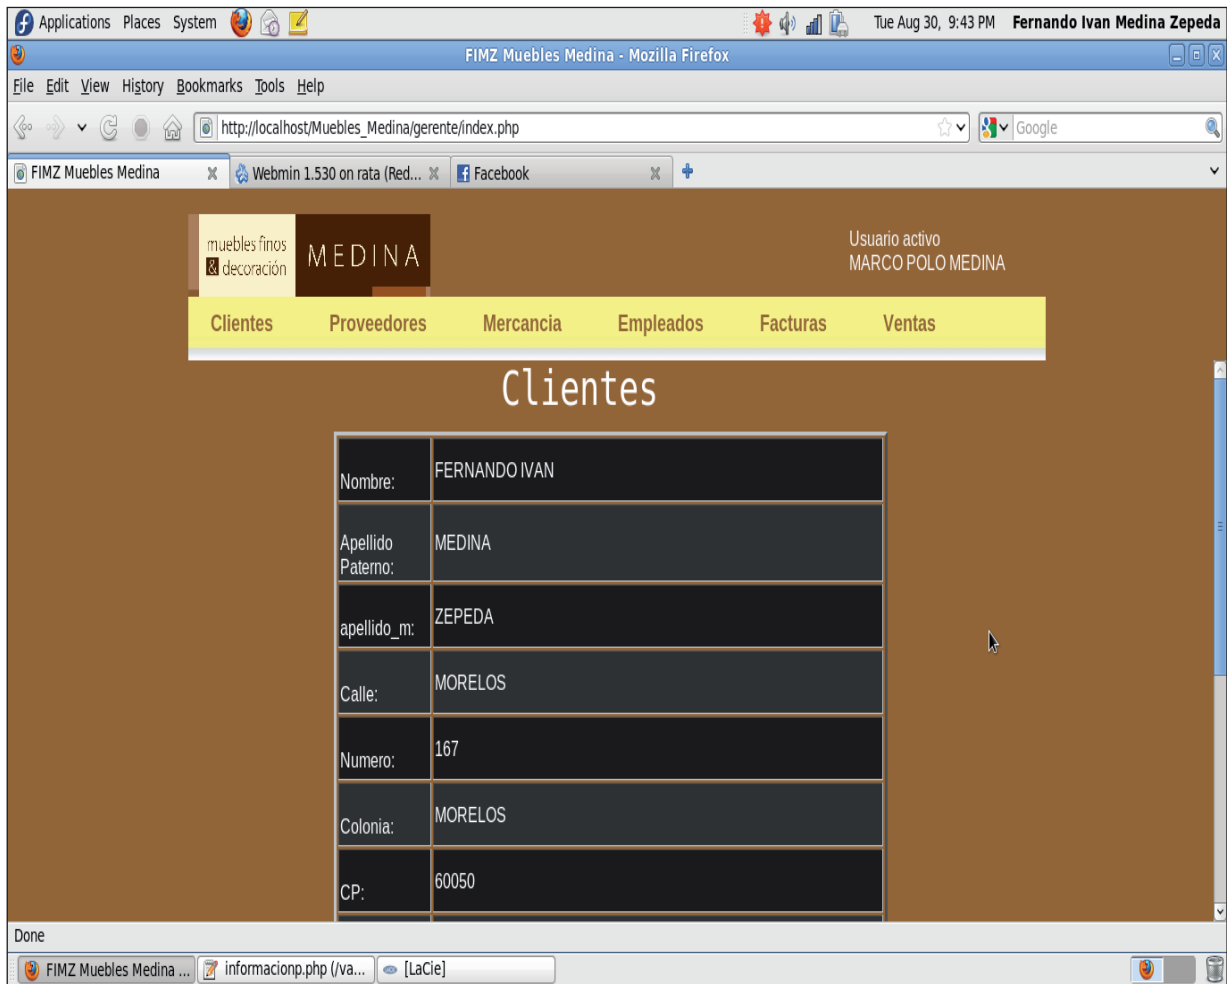 Applications Places System Tue Aug 30, 9:43 PM Fernando Ivan Medina Zepeda
FIMZ Muebles Medina - Mozilla Firefox
File Edit View History Bookmarks Tools Help
http://localhost/Muebles_Medina/gerente/index.php Google
FIMZ Muebles Medina Webmin 1.530 on rata (Red... Facebook
muebles finos
& decoración
MEDINA
Usuario activo
MARCO POLO MEDINA
Clientes Proveedores Mercancia Empleados Facturas Ventas
Clientes
Nombre: FERNANDO IVAN
Apellido
Paterno: MEDINA
apellido_m: ZEPEDA
Calle: MORELOS
Numero: 167
Colonia: MORELOS
CP: 60050
Done
FIMZ Muebles Medina ... informacionp.php (/va... [LaCie]